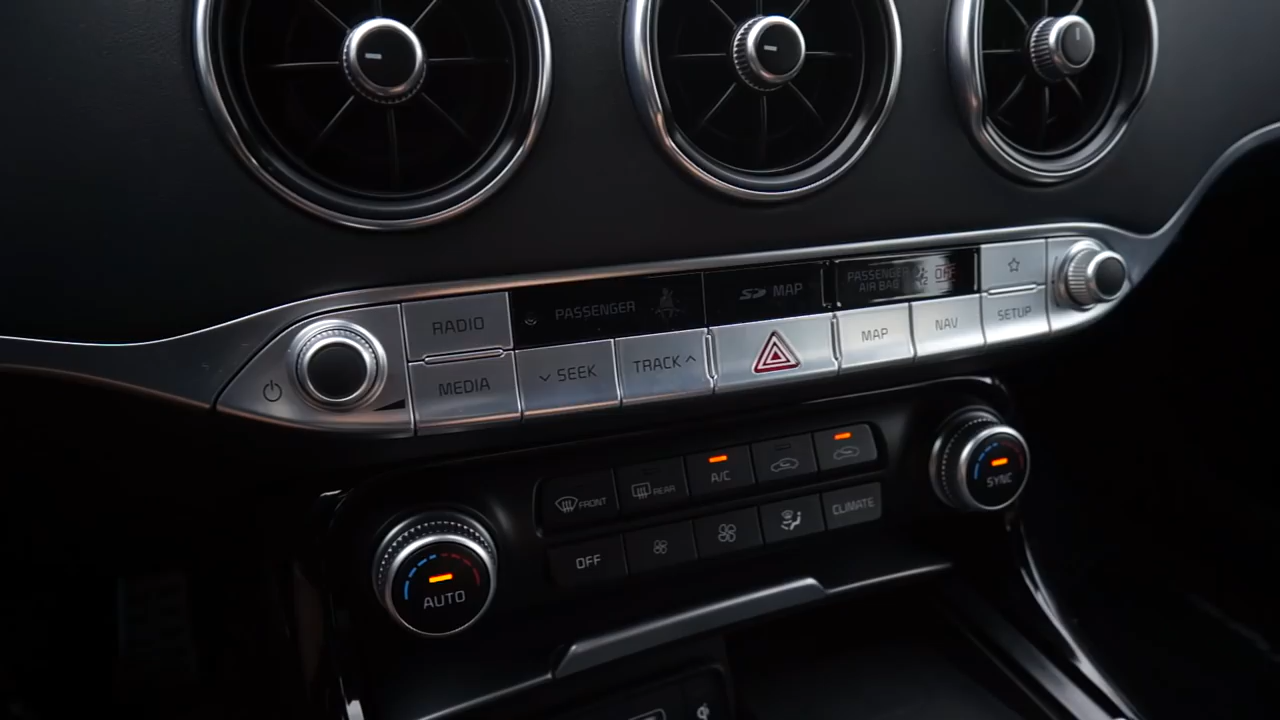 RADIO
PASSENGER
SD MAP
PASSENGER
AIR BAG
OFF
MEDIA
SEEK
TRACK
MAP
NAV
SETUP
FRONT
REAR
A/C
SYNC
OFF
CLIMATE
AUTO